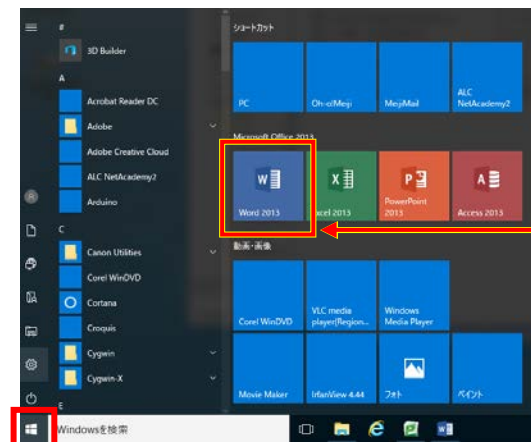 #
3D Builder
A
Acrobat Reader DC
Adobe
Adobe Creative Cloud
ALC NetAcademy2
Arduino
C
Canon Utilities
Corel WinDVD
Cortana
Croquis
Cygwin
Cygwin-X
E
ショートカット
PC
Oh-o!Meiji
MeijiMail
ALC
NetAcademy2
Microsoft Office 2013
Word 2013
Excel 2013
PowerPoint
2013
Access 2013
動画・画像
Corel WinDVD
VLC media
player(Region...
Windows
Media Player
Movie Maker
IrfanView 4.44
フォト
ペイント
Windowsを検索